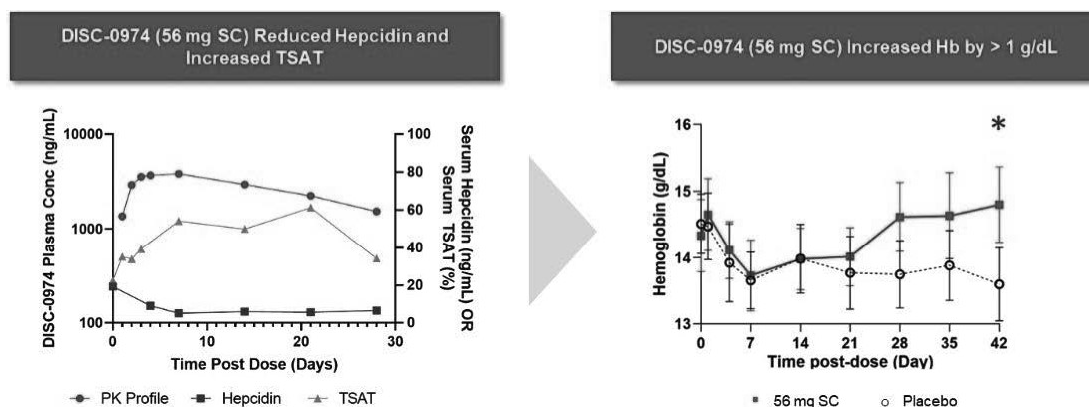 DISC-0974 (56 mg SC) Reduced Hepcidin and
Increased TSAT
DISC-0974 Plasma Conc (ng/mL)
10000
1000
100
Serum Hepcidin (ng/mL) OR
Serum TSAT (%)
100
80
60
40
20
0
0
10
20
30
Time Post Dose (Days)
PK Profile
Hepcidin
TSAT
DISC-0974 (56 mg SC) Increased Hb by > 1 g/dL
Hemoglobin (g/dL)
16
15
14
13
*
0
7
14
21
28
35
42
Time post-dose (Day)
56 mg SC
Placebo